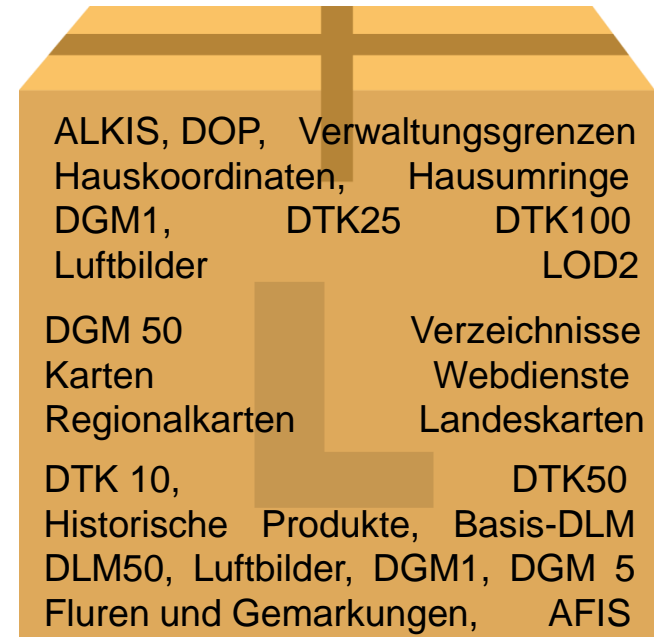 ALKIS, DOP, Verwaltungsgrenzen
Hauskoordinaten, Hausumringe
DGM1, DTK25 DTK100
Luftbilder LOD2
DGM 50 Verzeichnisse
Karten Webdienste
Regionalkarten Landeskarten
DTK 10, DTK50
Historische Produkte, Basis-DLM
DLM50, Luftbilder, DGM1, DGM 5
Fluren und Gemarkungen, AFIS
L